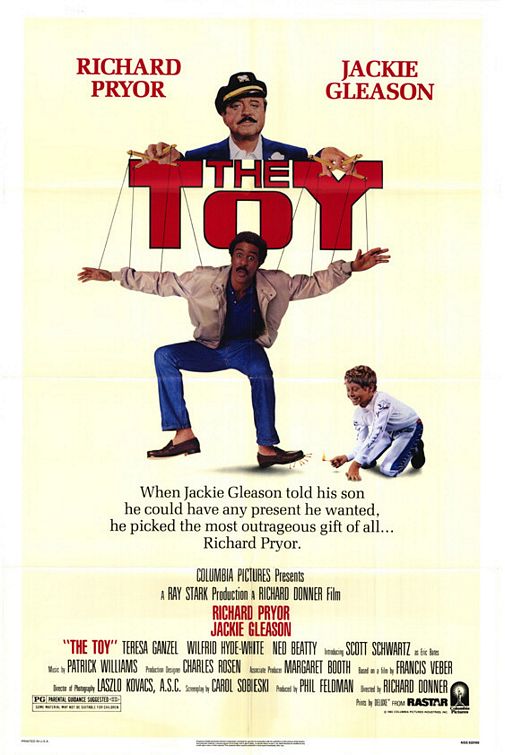 RICHARD PRYOR
JACKIE GLEASON
THE TOY
When Jackie Gleason told his son
he could have any present he wanted,
he picked the most outrageous gift of all...
Richard Pryor.
COLUMBIA PICTURES Presents
A RAY STARK Production A RICHARD DONNER Film
RICHARD PRYOR
JACKIE GLEASON
"THE TOY" TERESA GANZEL WILFRID HYDE-WHITE NED BEATTY Introducing SCOTT SCHWARTZ as Eric Bates
Music by PATRICK WILLIAMS Production Designer CHARLES ROSEN Associate Producer MARGARET BOOTH Based on a film by FRANCIS VEBER
Director of Photography LASZLO KOVACS, A.S.C. Screenplay by CAROL SOBIESKI Produced by PHIL FELDMAN Directed by RICHARD DONNER
PG PARENTAL GUIDANCE SUGGESTED
SOME MATERIAL MAY NOT BE SUITABLE FOR CHILDREN
Prints by DELUXE FROM RASTAR
Columbia Pictures
PRINTED IN U.S.A.